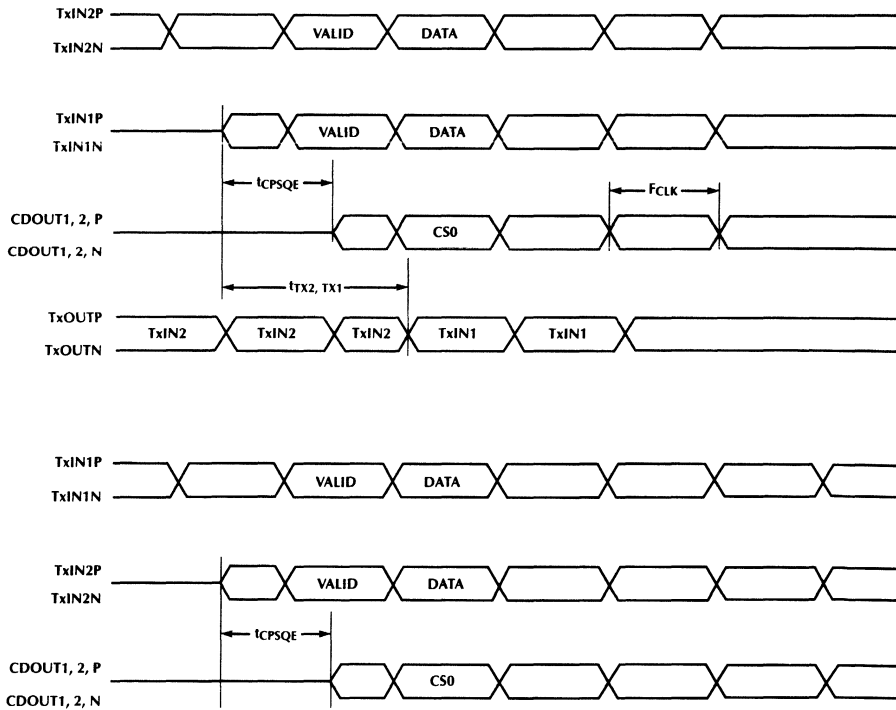 TxIN2P
TxIN2N
VALID DATA
TxIN1P
TxIN1N
VALID DATA
tCPSQE
FCLK
CDOUT1, 2, P
CDOUT1, 2, N
CS0
tTX2, TX1
TxOUTP
TxOUTN
TxIN2 TxIN2 TxIN2 TxIN1 TxIN1
TxIN1P
TxIN1N
VALID DATA
TxIN2P
TxIN2N
VALID DATA
tCPSQE
CDOUT1, 2, P
CDOUT1, 2, N
CS0